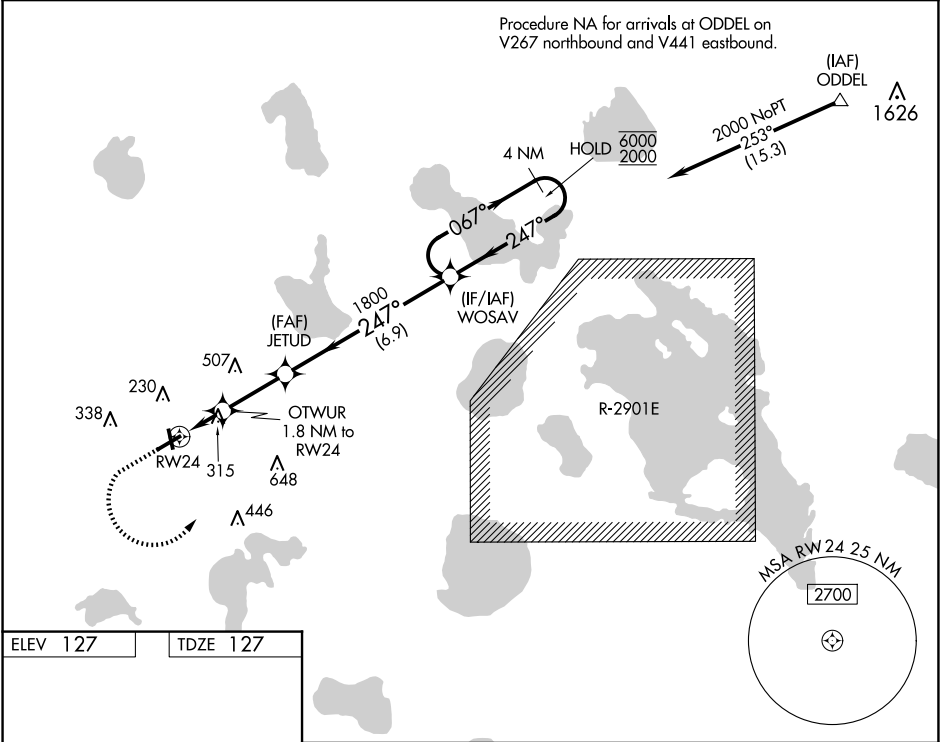 Procedure NA for arrivals at ODDEL on
V267 northbound and V441 eastbound.
(IAF)
ODDEL
1626
2000 NoPT
253°
(15.3)
4 NM
HOLD
6000
2000
067°
247°
(IF/IAF)
WOSAV
1800
247°
(6.9)
(FAF)
JETUD
507
230
338
OTWUR
1.8 NM to
RW24
RW24
315
648
446
R-2901E
MSA RW24 25 NM
2700
ELEV 127
TDZE 127